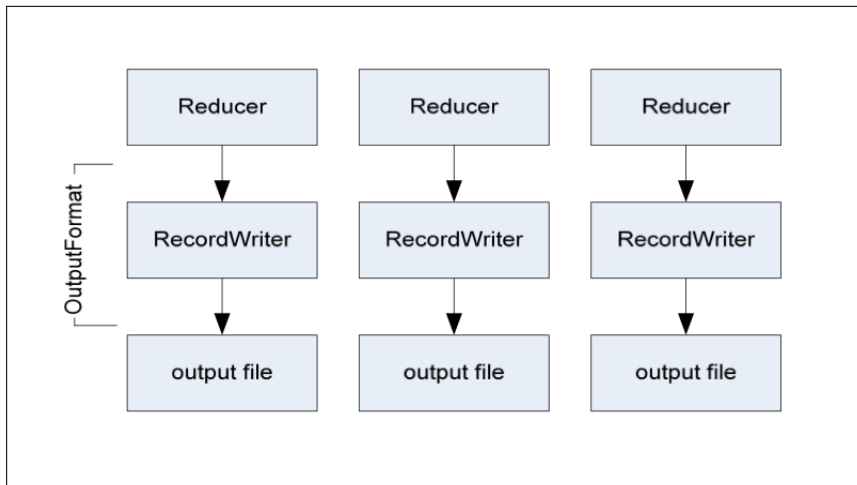 Reducer
Reducer
Reducer
OutputFormat
RecordWriter
RecordWriter
RecordWriter
output file
output file
output file